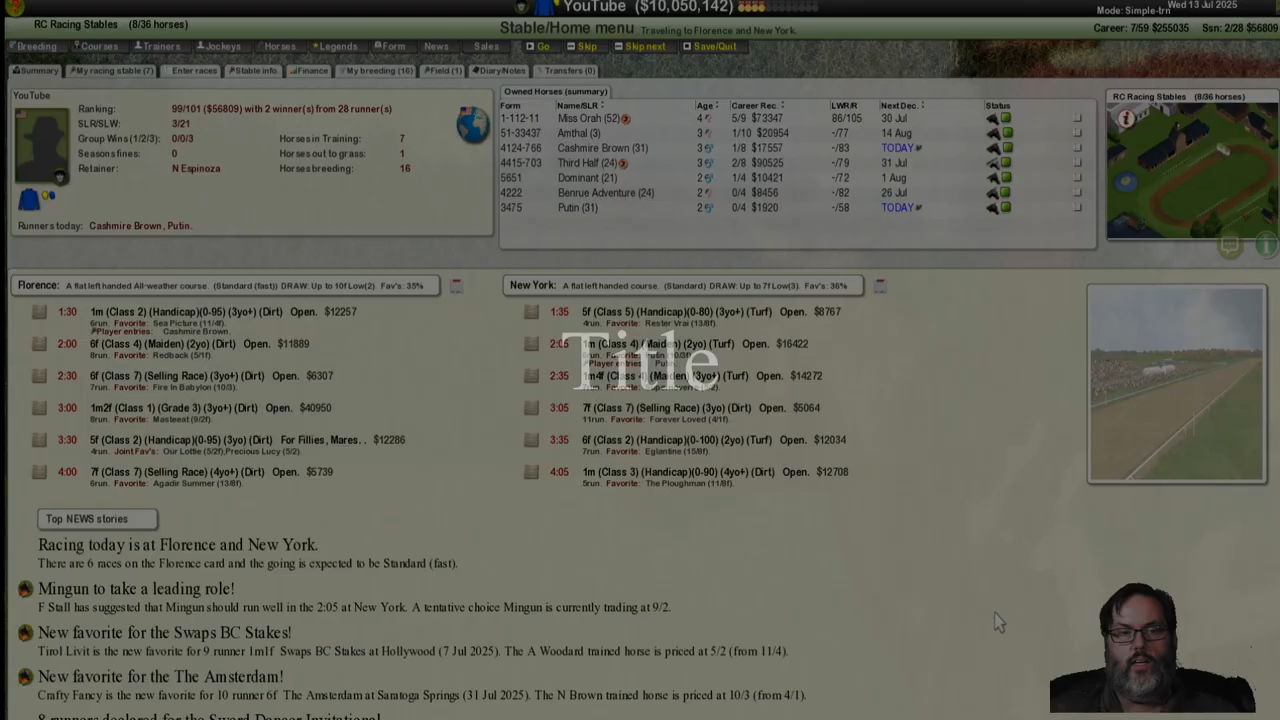 YouTube ($10,050,142)
Mode: Simple-trn
Wed 13 Jul 2025
RC Racing Stables (8/36 horses)
Stable/Home menu Traveling to Florence and New York.
Career: 7/59 $255035 Ssn: 2/28 $56809
Breeding Courses Trainers Jockeys Horses Legends Form News Sales Go Skip Skip next Save/Quit
Summary My racing stable (7) Enter races Stable info. Finance My breeding (16) Field (1) Diary/Notes Transfers (0)
YouTube
Ranking: 99/101 ($56809) with 2 winner(s) from 28 runner(s)
SLR/SW: 3/21
Group Wins (1/2/3): 0/0/3 Horses in Training: 7
Seasons fines: 0 Horses out to grass: 1
Retainer: N Espinoza Horses breeding: 16
Runners today: Cashmire Brown, Putin.
Owned Horses (summary)
Form Name/SLR Age Career Rec. LWR/R Next Dec. Status
1-112-11 Miss Orah (52) 4 5/9 $73347 86/105 30 Jul
51-33437 Amthal (3) 3 1/10 $20954 -/77 14 Aug
4124-766 Cashmire Brown (31) 3 1/8 $17557 -/83 TODAY
4415-703 Third Half (24) 3 2/8 $90525 -/79 31 Jul
5651 Dominant (21) 2 1/4 $10421 -/72 1 Aug
4222 Benrue Adventure (24) 2 0/4 $8456 -/82 26 Jul
3475 Putin (31) 2 0/4 $1920 -/58 TODAY
RC Racing Stables (8/36 horses)
Florence: A flat left handed All-weather course. (Standard (fast)) DRAW: Up to 10f Low(2) Fav's: 35%
1:30 1m (Class 2) (Handicap)(0-95) (3yo+) (Dirt) Open. $12257
6run. Favorite: Sea Picture (11/4f).
Player entries: Cashmire Brown.
2:00 6f (Class 4) (Maiden) (2yo) (Dirt) Open. $11889
8run. Favorite: Redback (5/1f).
2:30 6f (Class 7) (Selling Race) (3yo+) (Dirt) Open. $6307
7run. Favorite: Fire In Babylon (10/3).
3:00 1m2f (Class 1) (Grade 3) (3yo+) (Dirt) Open. $40950
8run. Favorite: Masteeat (9/2f).
3:30 5f (Class 2) (Handicap)(0-95) (3yo) (Dirt) For Fillies, Mares. . $12286
4run. Joint Fav's: Our Lottie (5/2f),Precious Lucy (5/2).
4:00 7f (Class 7) (Selling Race) (4yo+) (Dirt) Open. $5739
6run. Favorite: Agadir Summer (13/8f).
New York: A flat left handed course. (Standard) DRAW: Up to 7f Low(3). Fav's: 36%
1:35 5f (Class 5) (Handicap)(0-80) (3yo+) (Turf) Open. $8767
4run. Favorite: Rester Vrai (13/8f).
2:05 1m (Class 4) (Maiden) (2yo) (Turf) Open. $16422
2:35 1m4f (Class 4) (Maiden) (3yo+) (Turf) Open. $14272
3:05 7f (Class 7) (Selling Race) (3yo) (Dirt) Open. $5064
11run. Favorite: Forever Loved (4/1f).
3:35 6f (Class 2) (Handicap)(0-100) (2yo) (Turf) Open. $12034
7run. Favorite: Eglantine (15/8f).
4:05 1m (Class 3) (Handicap)(0-90) (4yo+) (Dirt) Open. $12708
6run. Favorite: The Ploughman (11/8f).
Title
Top NEWS stories
Racing today is at Florence and New York.
There are 6 races on the Florence card and the going is expected to be Standard (fast).
Mingun to take a leading role!
F Stall has suggested that Mingun should run well in the 2:05 at New York. A tentative choice Mingun is currently trading at 9/2.
New favorite for the Swaps BC Stakes!
Tirol Livit is the new favorite for 9 runner 1m1f Swaps BC Stakes at Hollywood (7 Jul 2025). The A Woodard trained horse is priced at 5/2 (from 11/4).
New favorite for the The Amsterdam!
Crafty Fancy is the new favorite for 10 runner 6f The Amsterdam at Saratoga Springs (31 Jul 2025). The N Brown trained horse is priced at 10/3 (from 4/1).
8 runners declared for the Sword Dancer Invitational